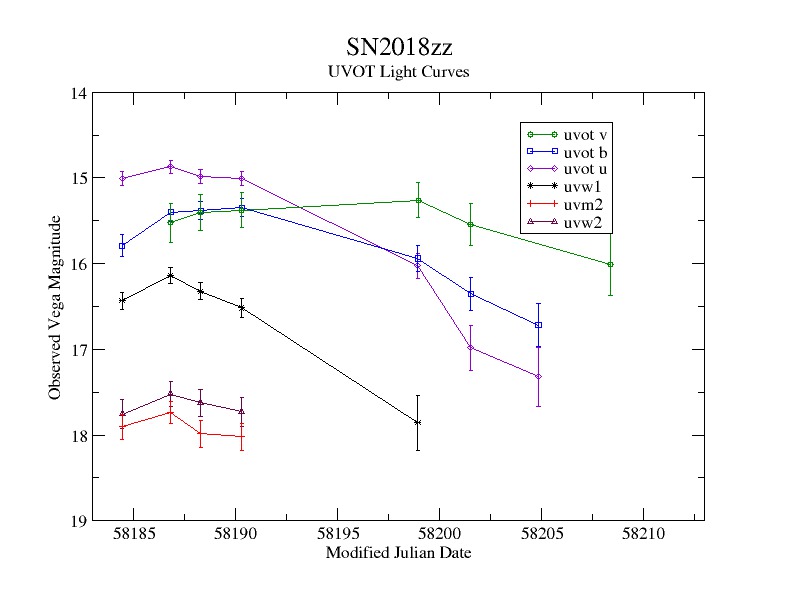 SN2018zz
UVOT Light Curves
uvot v
uvot b
uvot u
uvw1
uvm2
uvw2
Observed Vega Magnitude
14
15
16
17
18
19
58185 58190 58195 58200 58205 58210
Modified Julian Date